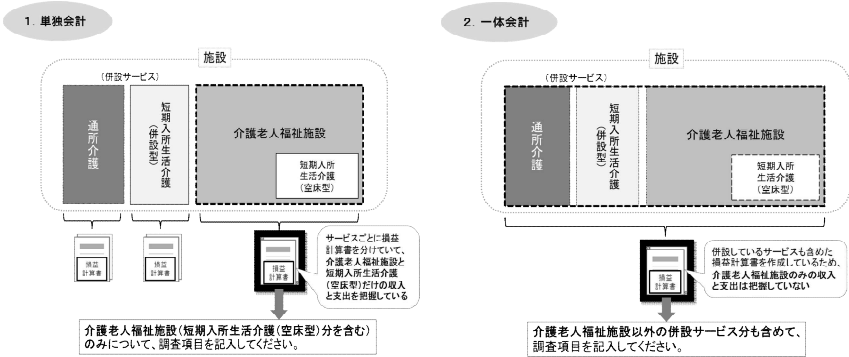 1. 単独会計
施設
(併設サービス)
通所介護
短期入所生活介護
(併設型)
介護老人福祉施設
短期入所
生活介護
(空床型)
損益
計算書
損益
計算書
損益
計算書
サービスごとに損益
計算書を分けていて、
介護老人福祉施設と
短期入所生活介護
(空床型)だけの収入
と支出を把握している
介護老人福祉施設(短期入所生活介護(空床型)分を含む)
のみについて、調査項目を記入してください。
2. 一体会計
施設
(併設サービス)
通所介護
短期入所生活介護
(併設型)
介護老人福祉施設
短期入所
生活介護
(空床型)
損益
計算書
併設しているサービスも含めた
損益計算書を作成しているため、
介護老人福祉施設のみの収入
と支出は把握していない
介護老人福祉施設以外の併設サービス分も含めて、
調査項目を記入してください。